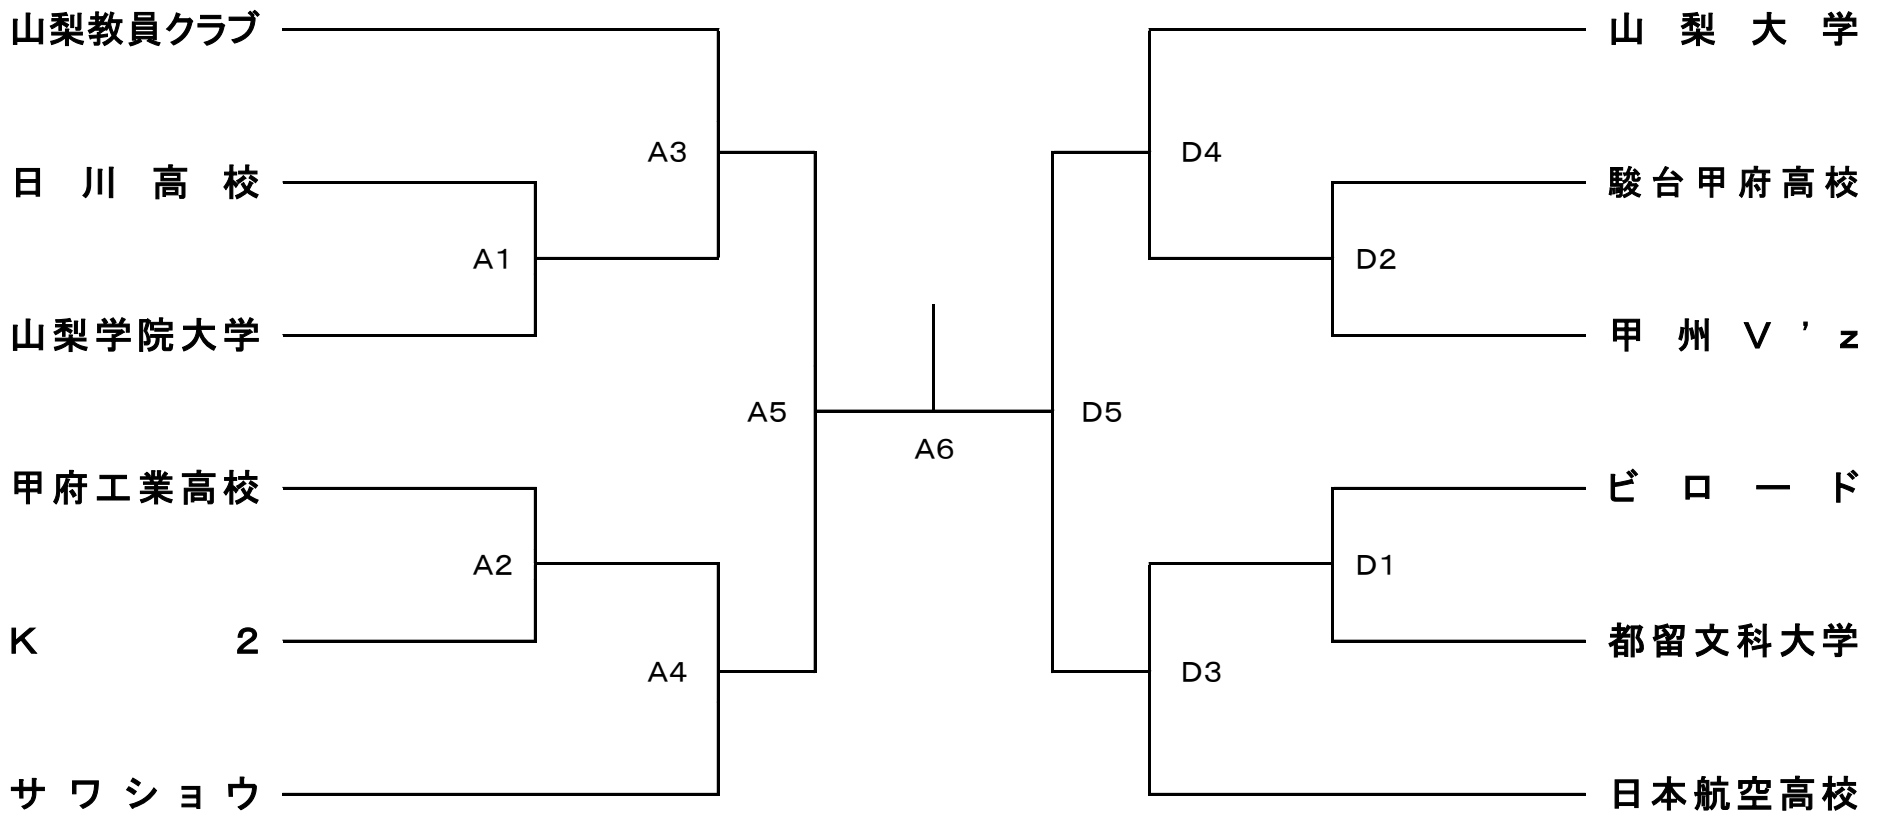 山梨教員クラブ
山梨大学
A3
D4
日川高校
駿台甲府高校
A1
D2
山梨学院大学
甲州V’z
A5
D5
A6
甲府工業高校
ビロード
A2
D1
K2
都留文科大学
A4
D3
サワショウ
日本航空高校